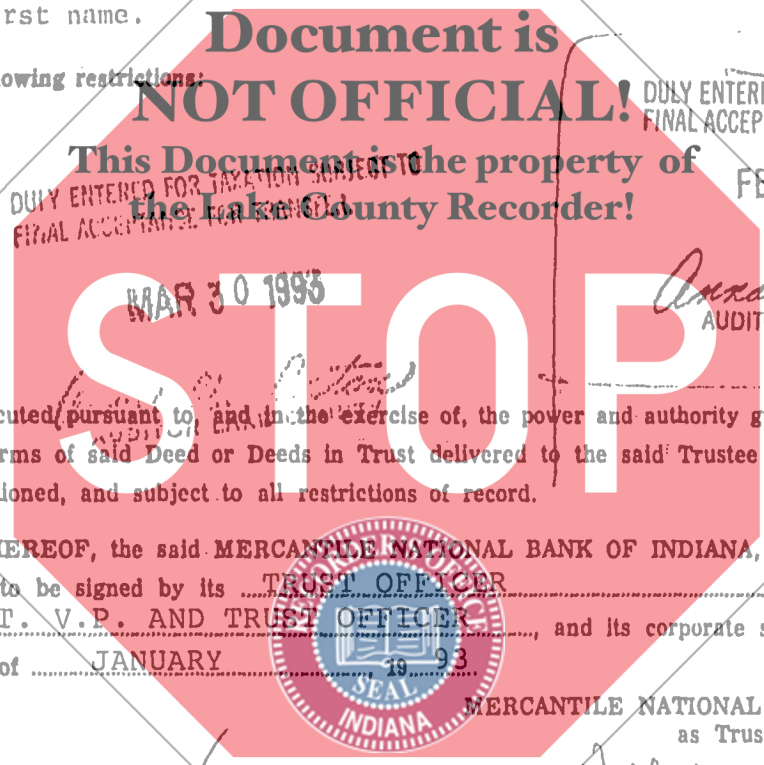 rst name.
Document is
owing restrictions:
NOT OFFICIAL!
DULY ENTER
FINAL ACCEP
This Document is the property of
the Lake County Recorder!
DULY ENTERED FOR TAXATION SUBJECT TO
FINAL ACCEPTANCE FOR TRANSFER.
FE
MAR 30 1993
Anna
AUDIT
STOP
cuted pursuant to, and in the exercise of, the power and authority g
rms of said Deed or Deeds in Trust delivered to the said Trustee
ioned, and subject to all restrictions of record.
EREOF, the said MERCANTILE NATIONAL BANK OF INDIANA,
to be signed by its TRUST OFFICER
T. V.P. AND TRUST OFFICER, and its corporate s
of JANUARY, 19 93
RECORDER'S OFFICE
SEAL
INDIANA
MERCANTILE NATIONAL
as Trus